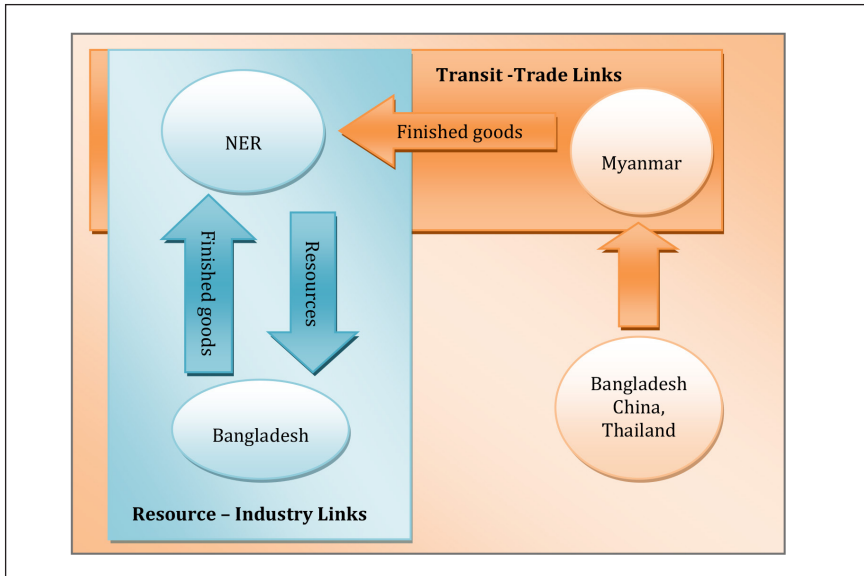 Transit -Trade Links
NER
Finished goods
Myanmar
Finished goods
Resources
Bangladesh
China,
Thailand
Bangladesh
Resource – Industry Links